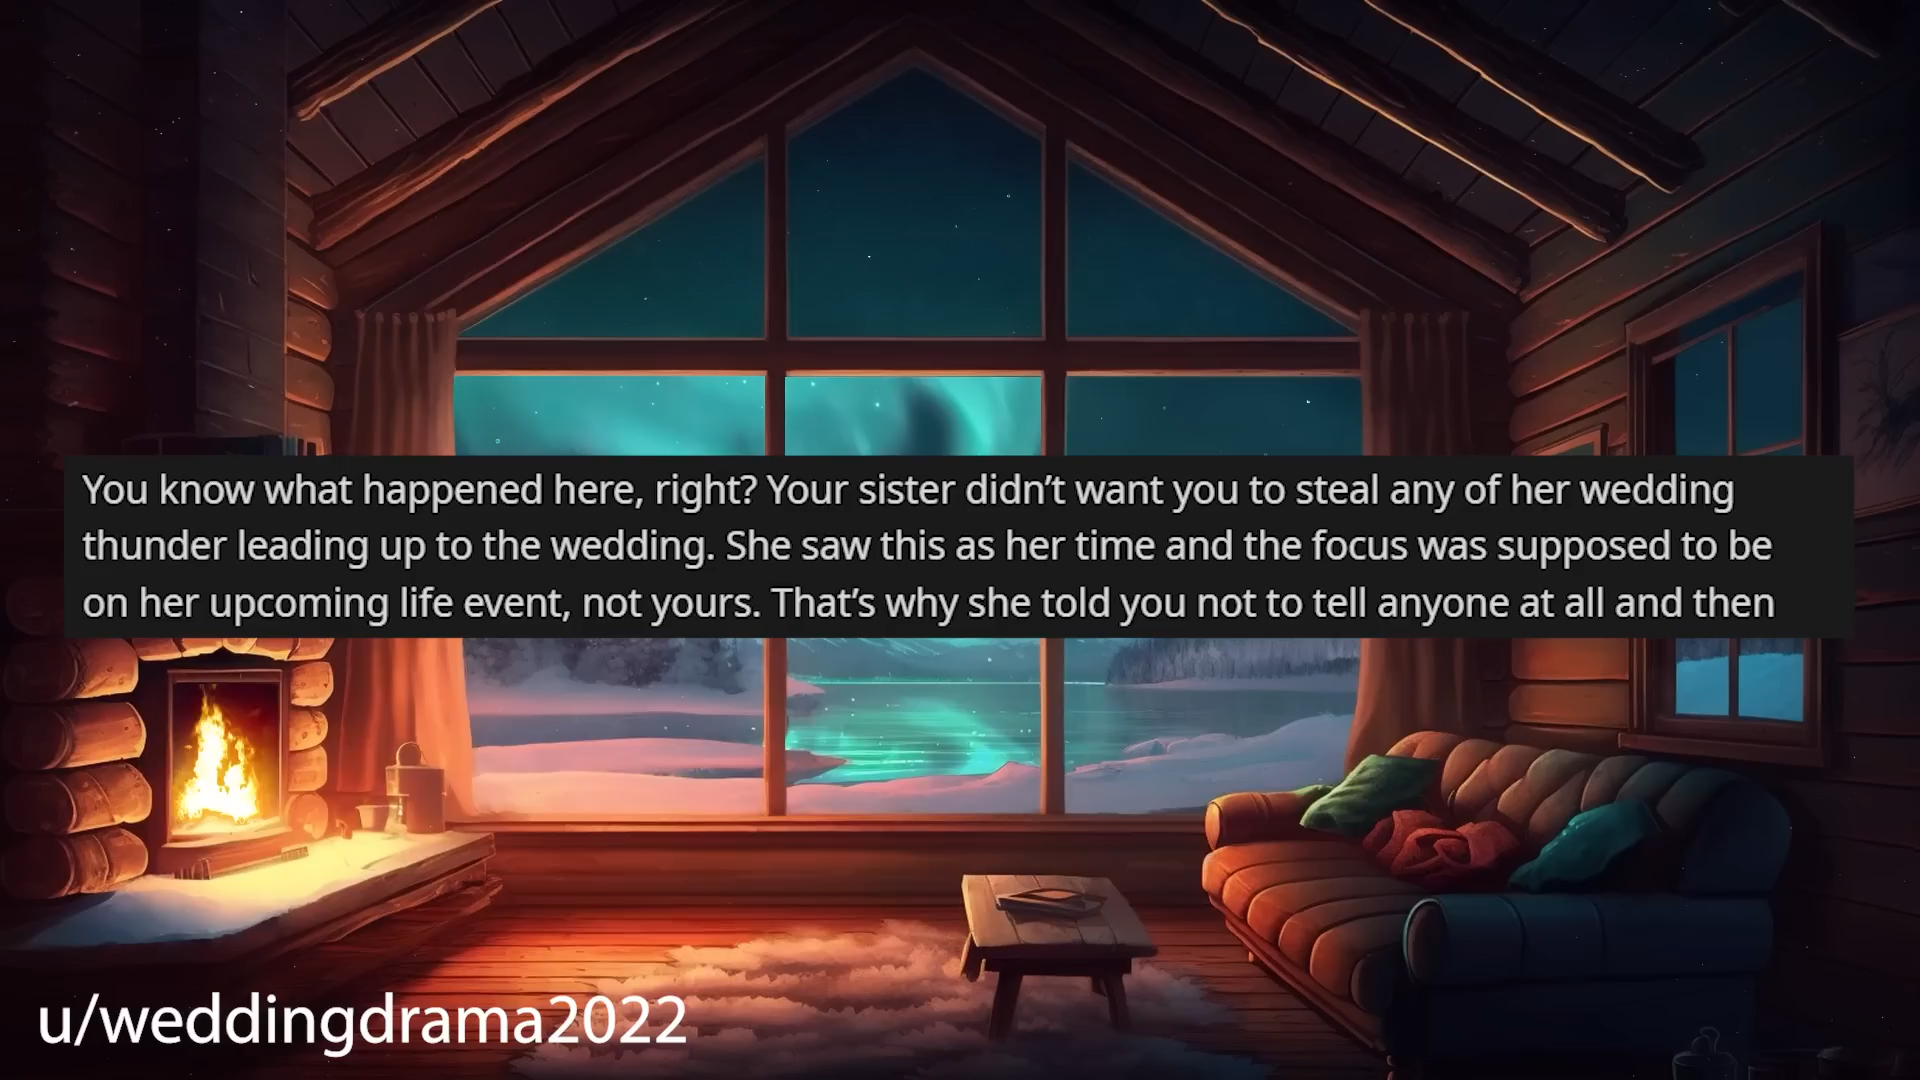 You know what happened here, right? Your sister didn’t want you to steal any of her wedding
thunder leading up to the wedding. She saw this as her time and the focus was supposed to be
on her upcoming life event, not yours. That’s why she told you not to tell anyone at all and then
u/weddingdrama2022